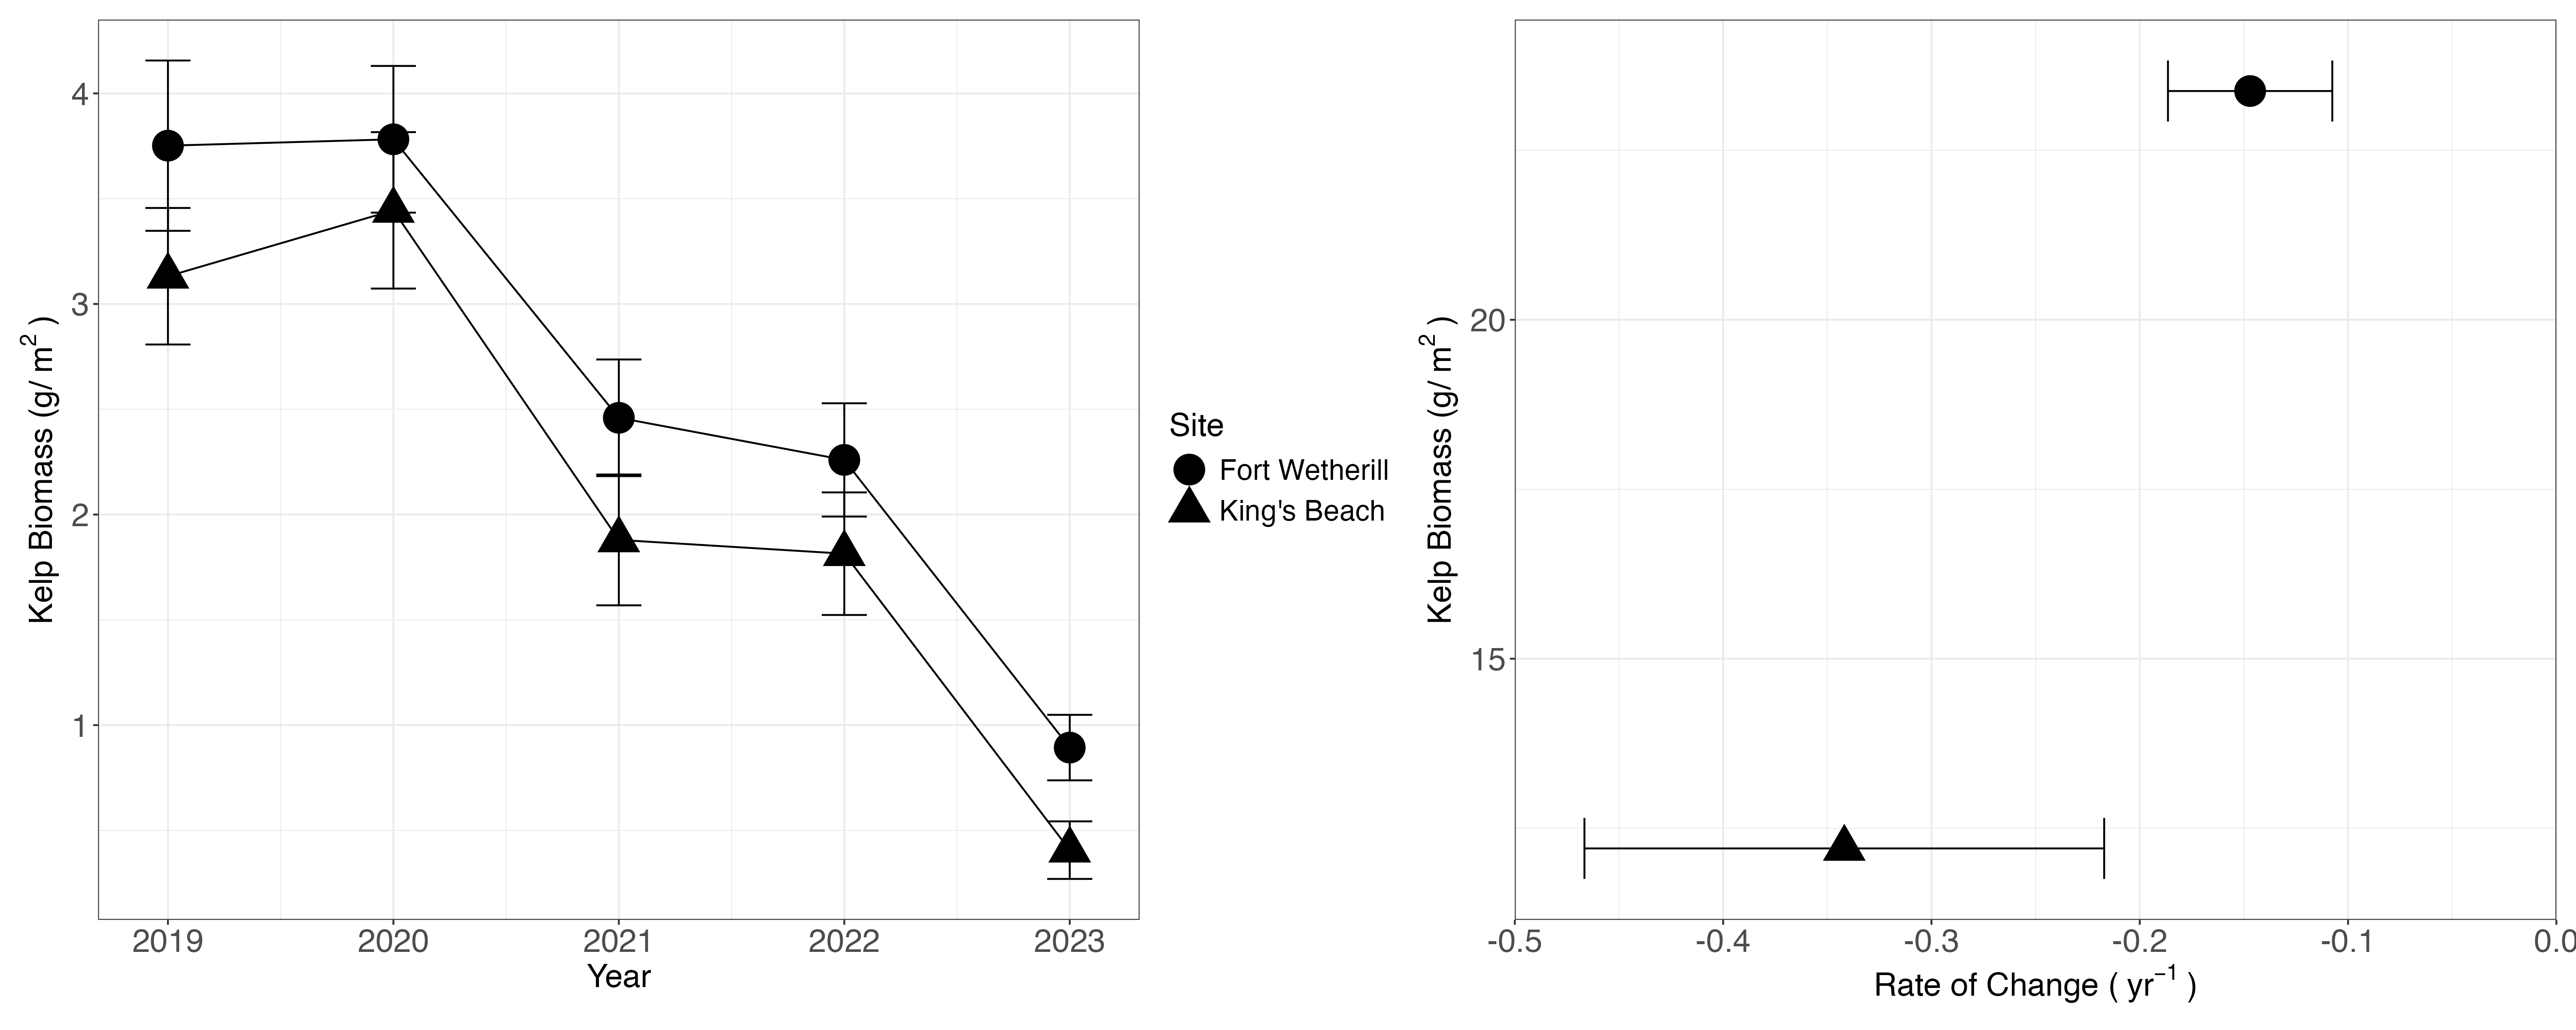 Kelp Biomass (g/ m²)
4
3
2
1
2019 2020 2021 2022 2023
Year
Site
Fort Wetherill
King's Beach
Kelp Biomass (g/ m²)
20
15
-0.5 -0.4 -0.3 -0.2 -0.1 0.0
Rate of Change ( yr⁻¹ )